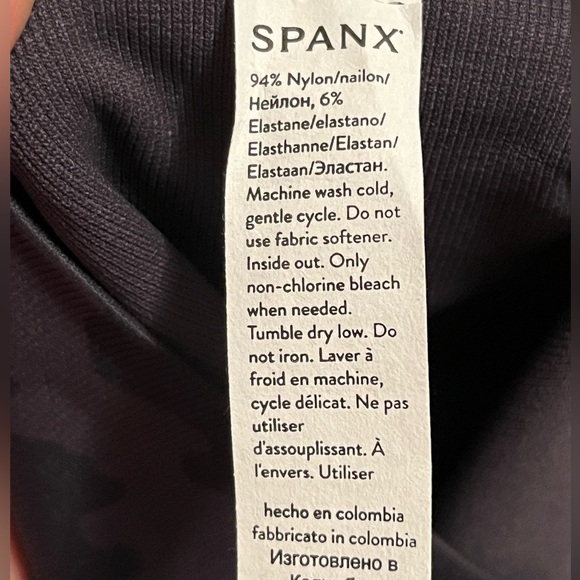 SPANX
94% Nylon/nailon/
Нейлон, 6%
Elastane/elastano/
Elasthanne/Elastan/
Elastaan/Эластан.
Machine wash cold,
gentle cycle. Do not
use fabric softener.
Inside out. Only
non-chlorine bleach
when needed.
Tumble dry low. Do
not iron. Laver à
froid en machine,
cycle délicat. Ne pas
utiliser
d'assouplissant. À
l'envers. Utiliser
hecho en colombia
fabbricato in colombia
Изготовлено в